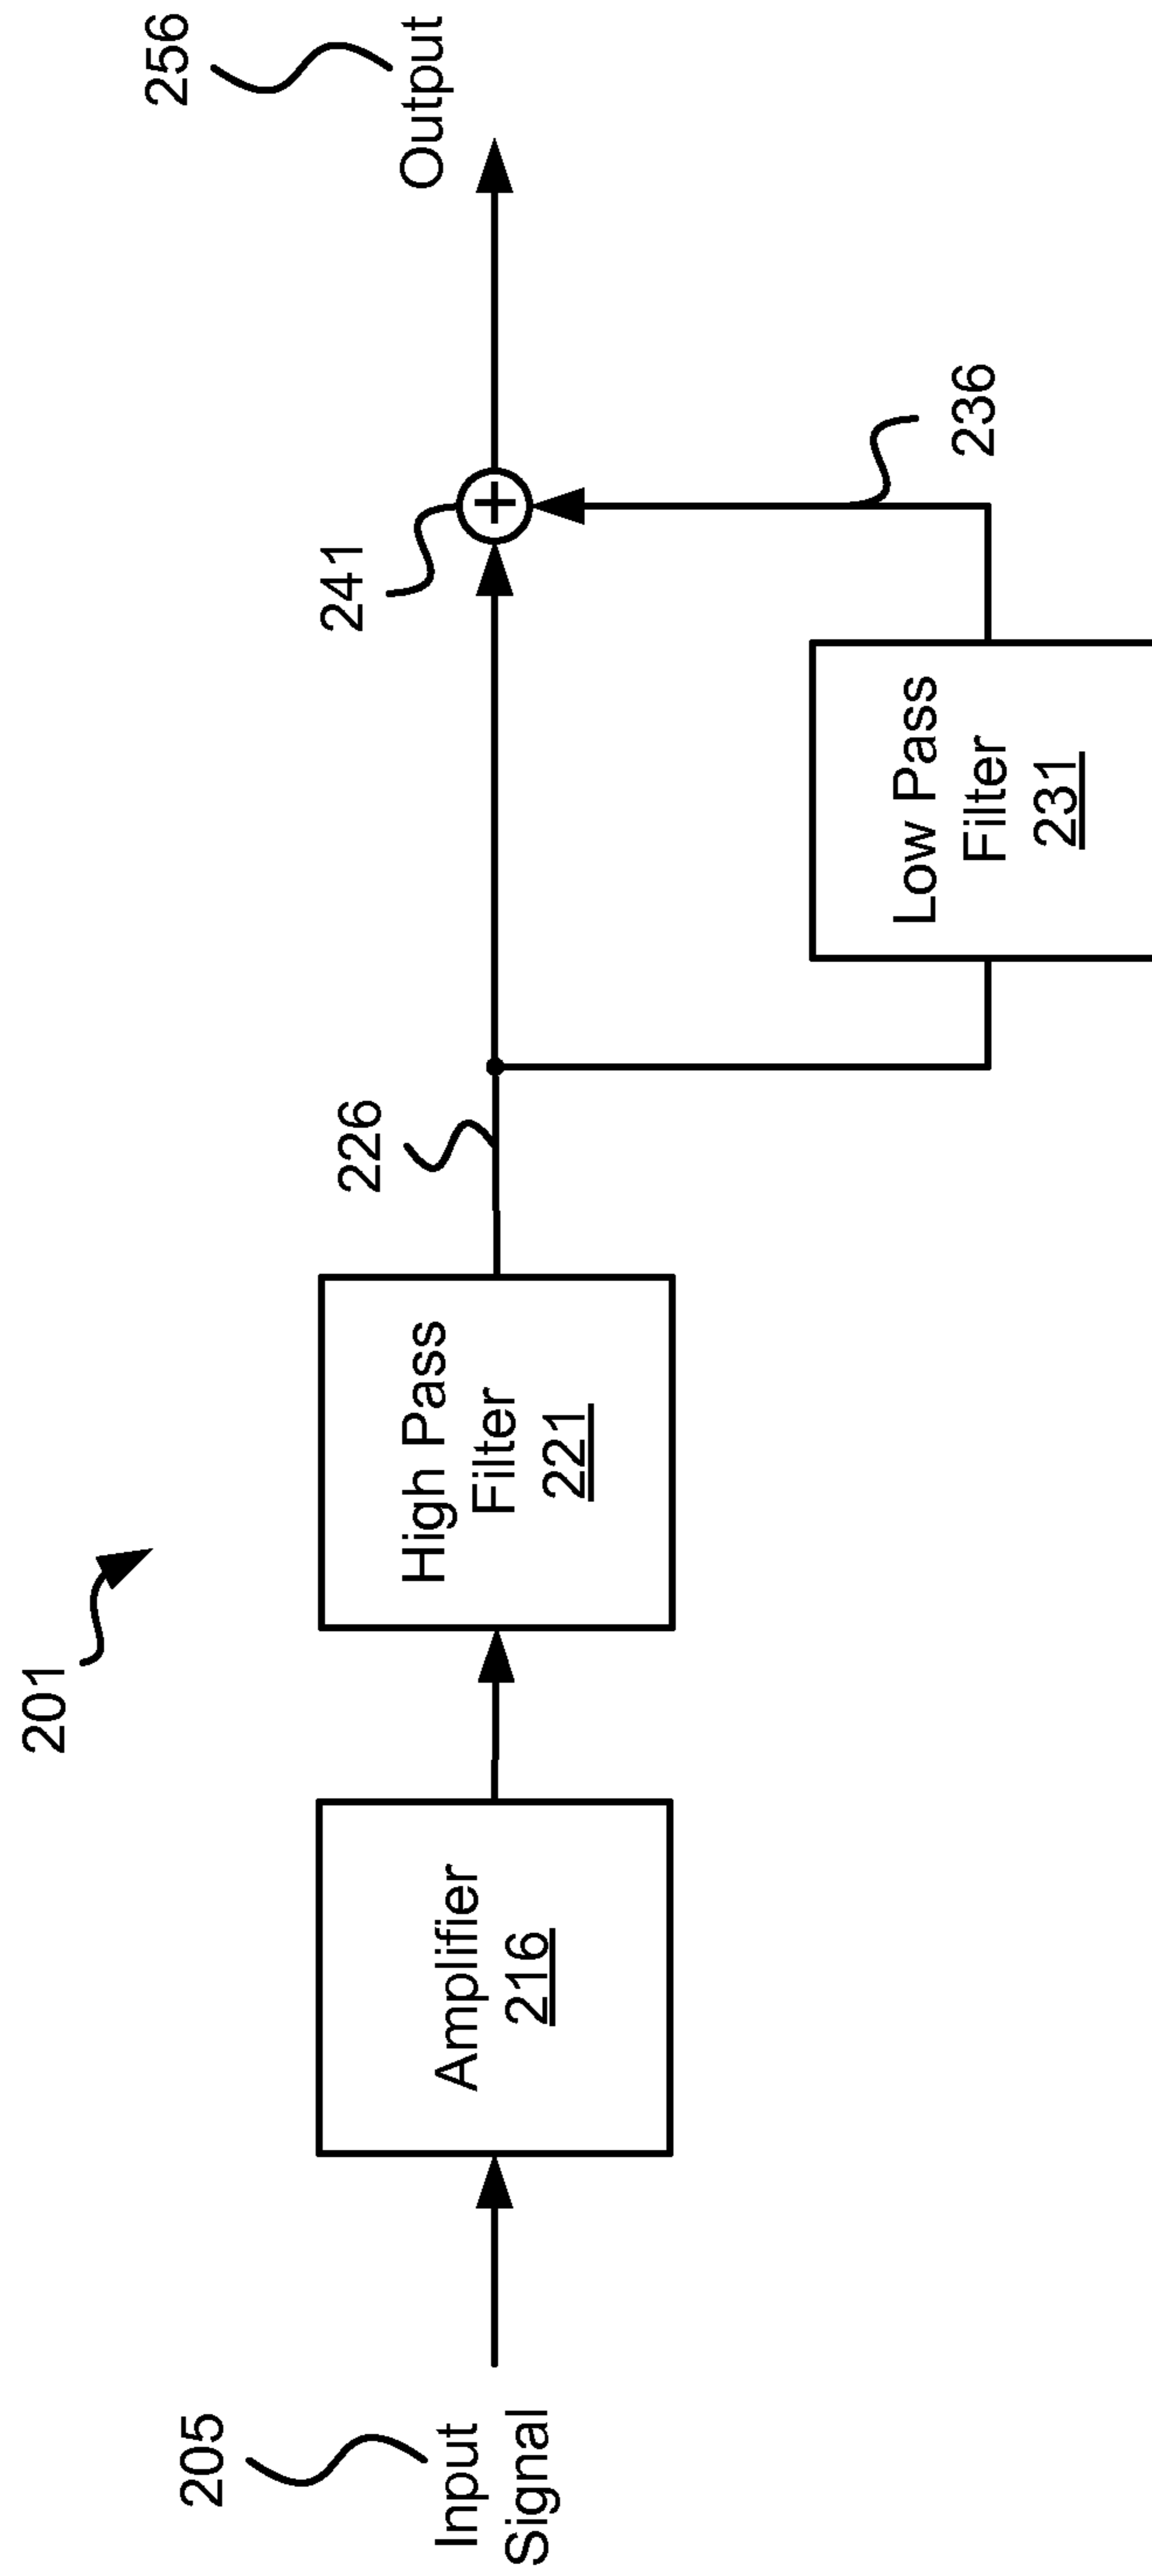 201
205
Input
Signal
Amplifier
216
High Pass
Filter
221
226
241
256
Output
Low Pass
Filter
231
236
+